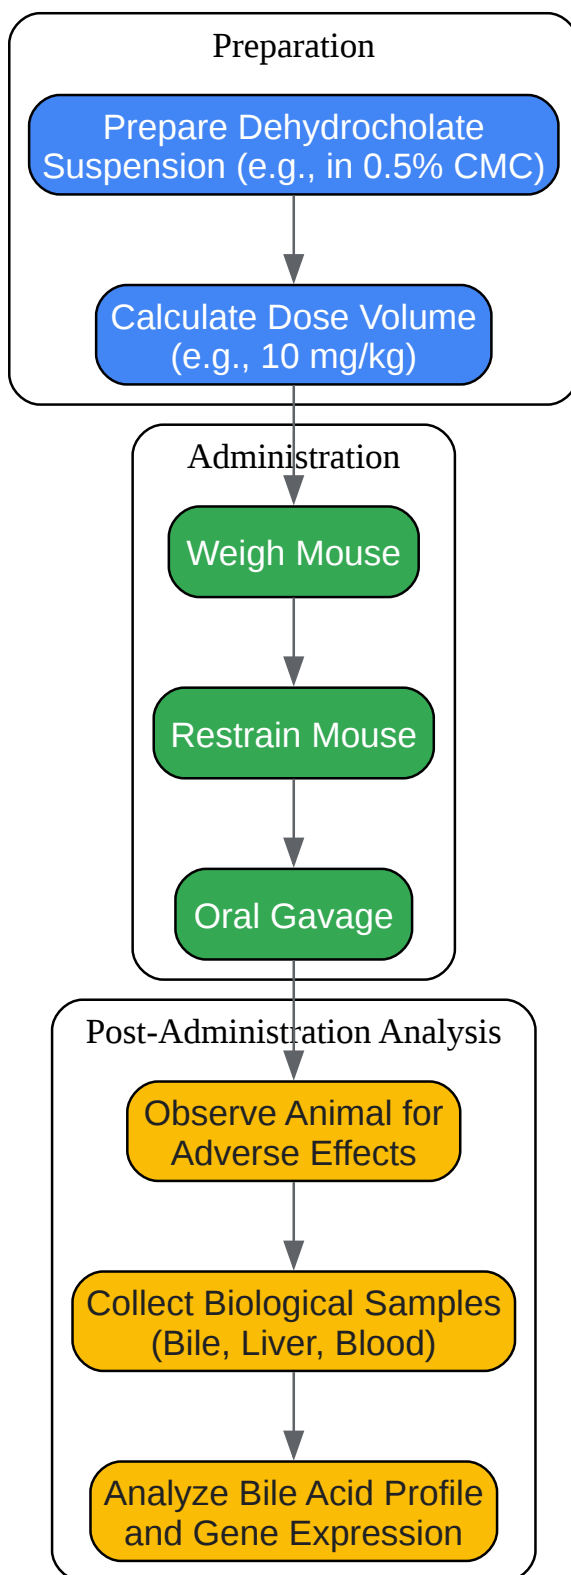 Preparation
Prepare Dehydrocholate
Suspension (e.g., in 0.5% CMC)
Calculate Dose Volume
(e.g., 10 mg/kg)
Administration
Weigh Mouse
Restrain Mouse
Oral Gavage
Post-Administration Analysis
Observe Animal for
Adverse Effects
Collect Biological Samples
(Bile, Liver, Blood)
Analyze Bile Acid Profile
and Gene Expression